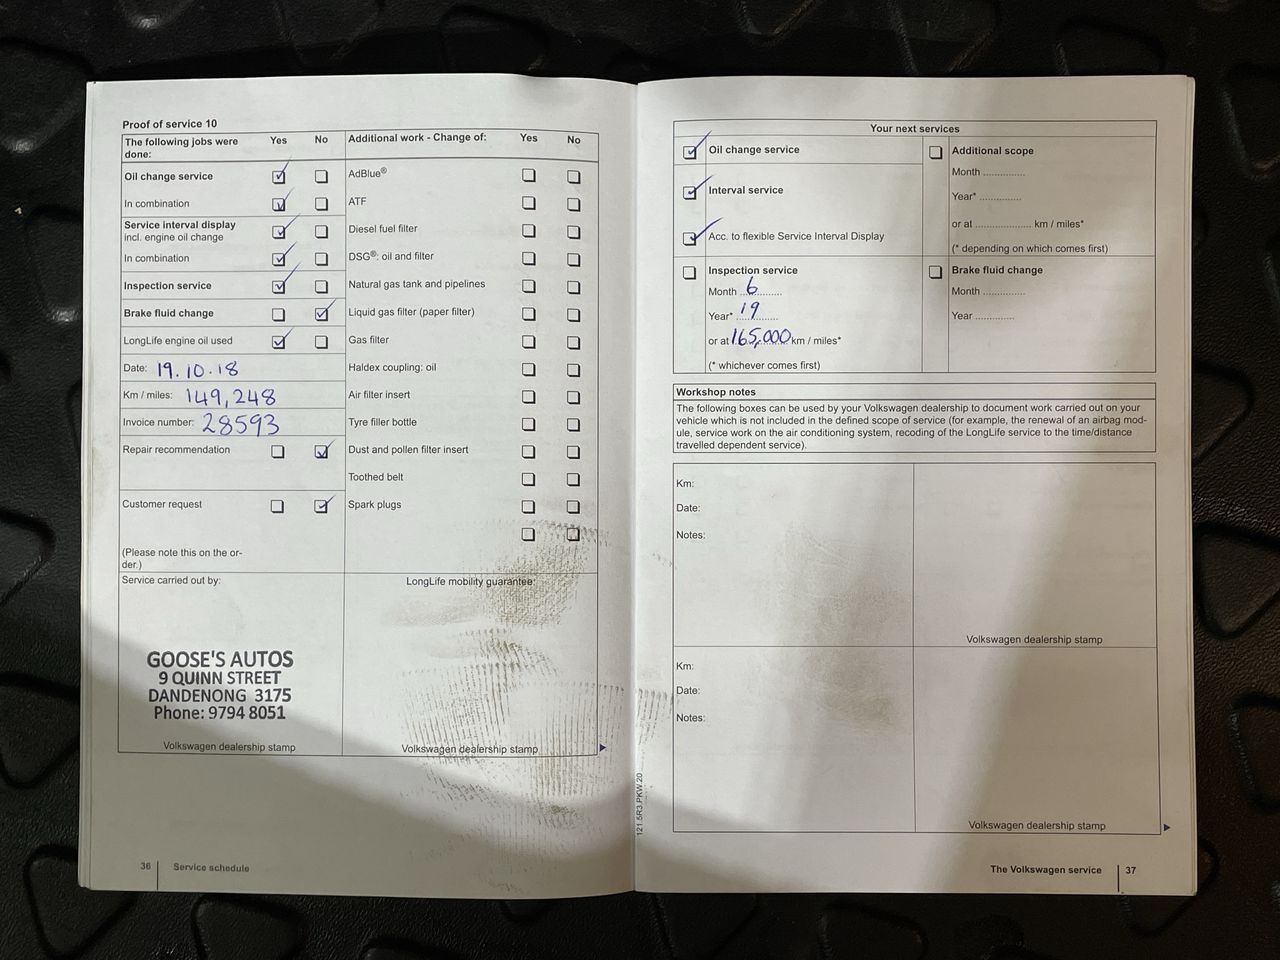 Proof of service 10
The following jobs were done: Yes No
Oil change service
In combination
Service interval display
incl. engine oil change
In combination
Inspection service
Brake fluid change
LongLife engine oil used
Date: 19.10.18
Km / miles: 149,248
Invoice number: 28593
Repair recommendation
Customer request
(Please note this on the or-
der.)
Additional work - Change of: Yes No
AdBlue®
ATF
Diesel fuel filter
DSG®: oil and filter
Natural gas tank and pipelines
Liquid gas filter (paper filter)
Gas filter
Haldex coupling: oil
Air filter insert
Tyre filler bottle
Dust and pollen filter insert
Toothed belt
Spark plugs
Service carried out by:
GOOSE'S AUTOS
9 QUINN STREET
DANDENONG 3175
Phone: 9794 8051
Volkswagen dealership stamp
LongLife mobility guarantee:
Volkswagen dealership stamp
36 Service schedule
Your next services
Oil change service
Interval service
Acc. to flexible Service Interval Display
Additional scope
Month ..............
Year* ..............
or at .................... km / miles*
(* depending on which comes first)
Inspection service
Month 6
Year* 19
or at 165,000 km / miles*
(* whichever comes first)
Brake fluid change
Month ..............
Year ..............
Workshop notes
The following boxes can be used by your Volkswagen dealership to document work carried out on your
vehicle which is not included in the defined scope of service (for example, the renewal of an airbag mod-
ule, service work on the air conditioning system, recoding of the LongLife service to the time/distance
travelled dependent service).
Km:
Date:
Notes:
Volkswagen dealership stamp
Km:
Date:
Notes:
Volkswagen dealership stamp
121.5R3.PKW.20
The Volkswagen service 37